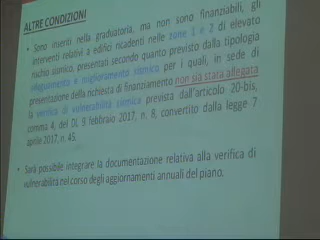 ALTRE CONDIZIONI
• Sono inseriti nella graduatoria, ma non sono finanziabili, gli
interventi relativi a edifici ricadenti nelle zone 1 e 2 di elevato
rischio sismico, presentati secondo quanto previsto dalla tipologia
adeguamento e miglioramento sismico per i quali, in sede di
presentazione della richiesta di finanziamento non sia stata allegata
la verifica di vulnerabilità sismica prevista dall'articolo 20-bis,
comma 4, del DL 9 febbraio 2017, n. 8, convertito dalla legge 7
aprile 2017, n. 45.
• Sarà possibile integrare la documentazione relativa alla verifica di
vulnerabilità nel corso degli aggiornamenti annuali del piano.